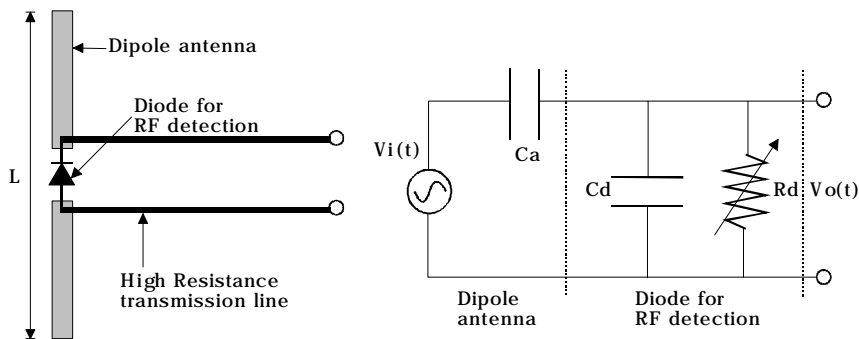 Dipole antenna
Diode for
RF detection
L
High Resistance
transmission line
Vi(t)
Ca
Cd
Rd
Vo(t)
Dipole
antenna
Diode for
RF detection